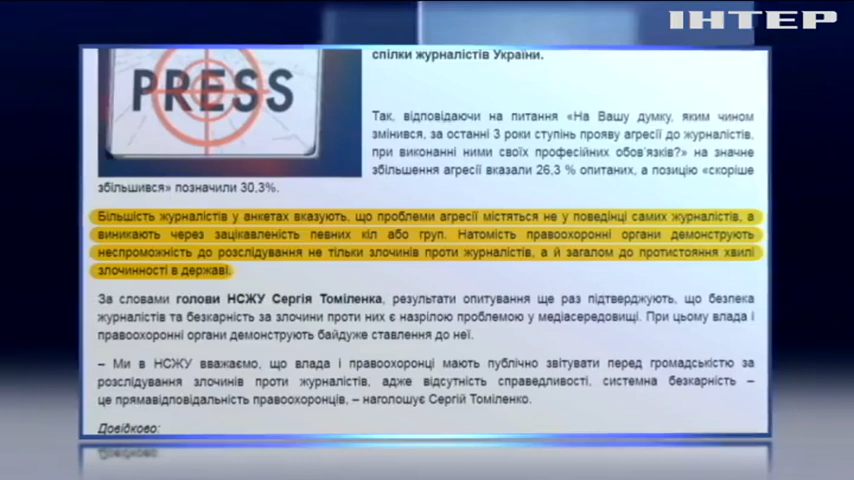 ІНТЕР
PRESS
спілки журналістів України.
Так, відповідаючи на питання «На Вашу думку, яким чином
змінився, за останні 3 роки ступінь прояву агресії до журналістів,
при виконанні ними своїх професійних обов'язків?» на значне
збільшення агресії вказали 26,3 % опитаних, а позицію «скоріше
збільшився» позначили 30,3%.
Більшість журналістів у анкетах вказують, що проблеми агресії містяться не у поведінці самих журналістів, а
виникають через зацікавленість певних кіл або груп. Натомість правоохоронні органи демонструють
неспроможність до розслідування не тільки злочинів проти журналістів, а й загалом до протистояння хвилі
злочинності в державі.
За словами голови НСЖУ Сергія Томіленка, результати опитування ще раз підтверджують, що безпека
журналістів та безкарність за злочини проти них є назрілою проблемою у медіасередовищі. При цьому влада і
правоохоронні органи демонструють байдуже ставлення до неї.
– Ми в НСЖУ вважаємо, що влада і правоохоронці мають публічно звітувати перед громадськістю за
розслідування злочинів проти журналістів, адже відсутність справедливості, системна безкарність –
це прямавідповідальність правоохоронців, – наголошує Сергій Томіленко.
Довідково: